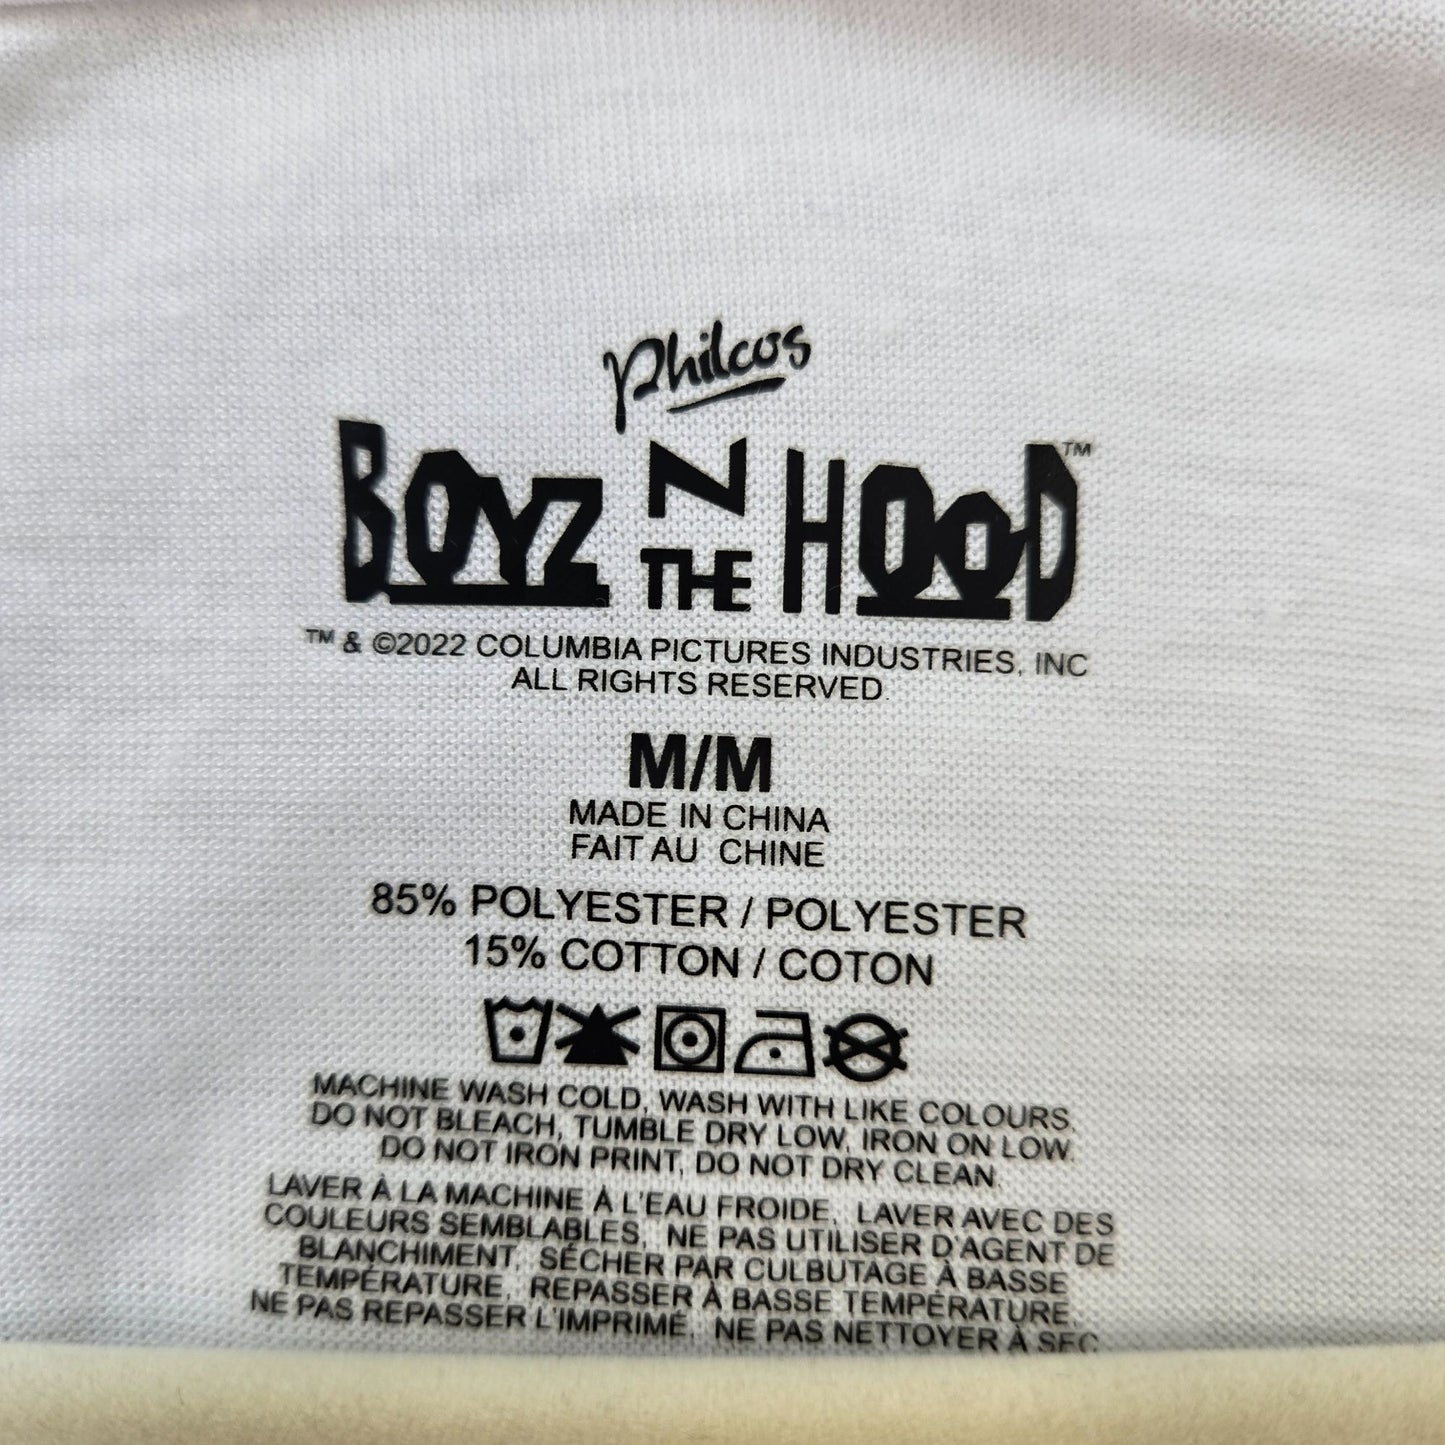 Philcos
BOYZ N THE HOOD™
™ & ©2022 COLUMBIA PICTURES INDUSTRIES, INC
ALL RIGHTS RESERVED.
M/M
MADE IN CHINA
FAIT AU CHINE
85% POLYESTER / POLYESTER
15% COTTON / COTON
MACHINE WASH COLD, WASH WITH LIKE COLOURS.
DO NOT BLEACH, TUMBLE DRY LOW, IRON ON LOW.
DO NOT IRON PRINT, DO NOT DRY CLEAN.
LAVER À LA MACHINE À L'EAU FROIDE, LAVER AVEC DES
COULEURS SEMBLABLES, NE PAS UTILISER D'AGENT DE
BLANCHIMENT, SÉCHER PAR CULBUTAGE À BASSE
TEMPÉRATURE, REPASSER À BASSE TEMPÉRATURE,
NE PAS REPASSER L'IMPRIMÉ, NE PAS NETTOYER À SEC